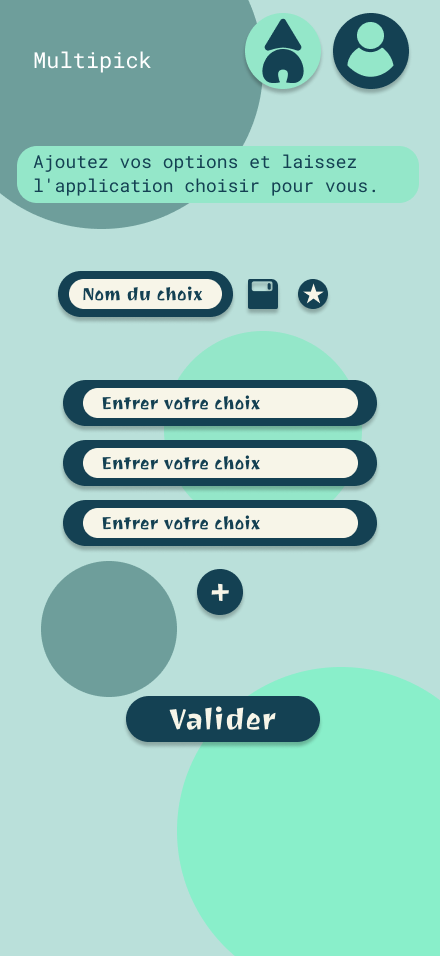 Multipick
Ajoutez vos options et laissez
l'application choisir pour vous.
Nom du choix
Entrer votre choix
Entrer votre choix
Entrer votre choix
+
Valider